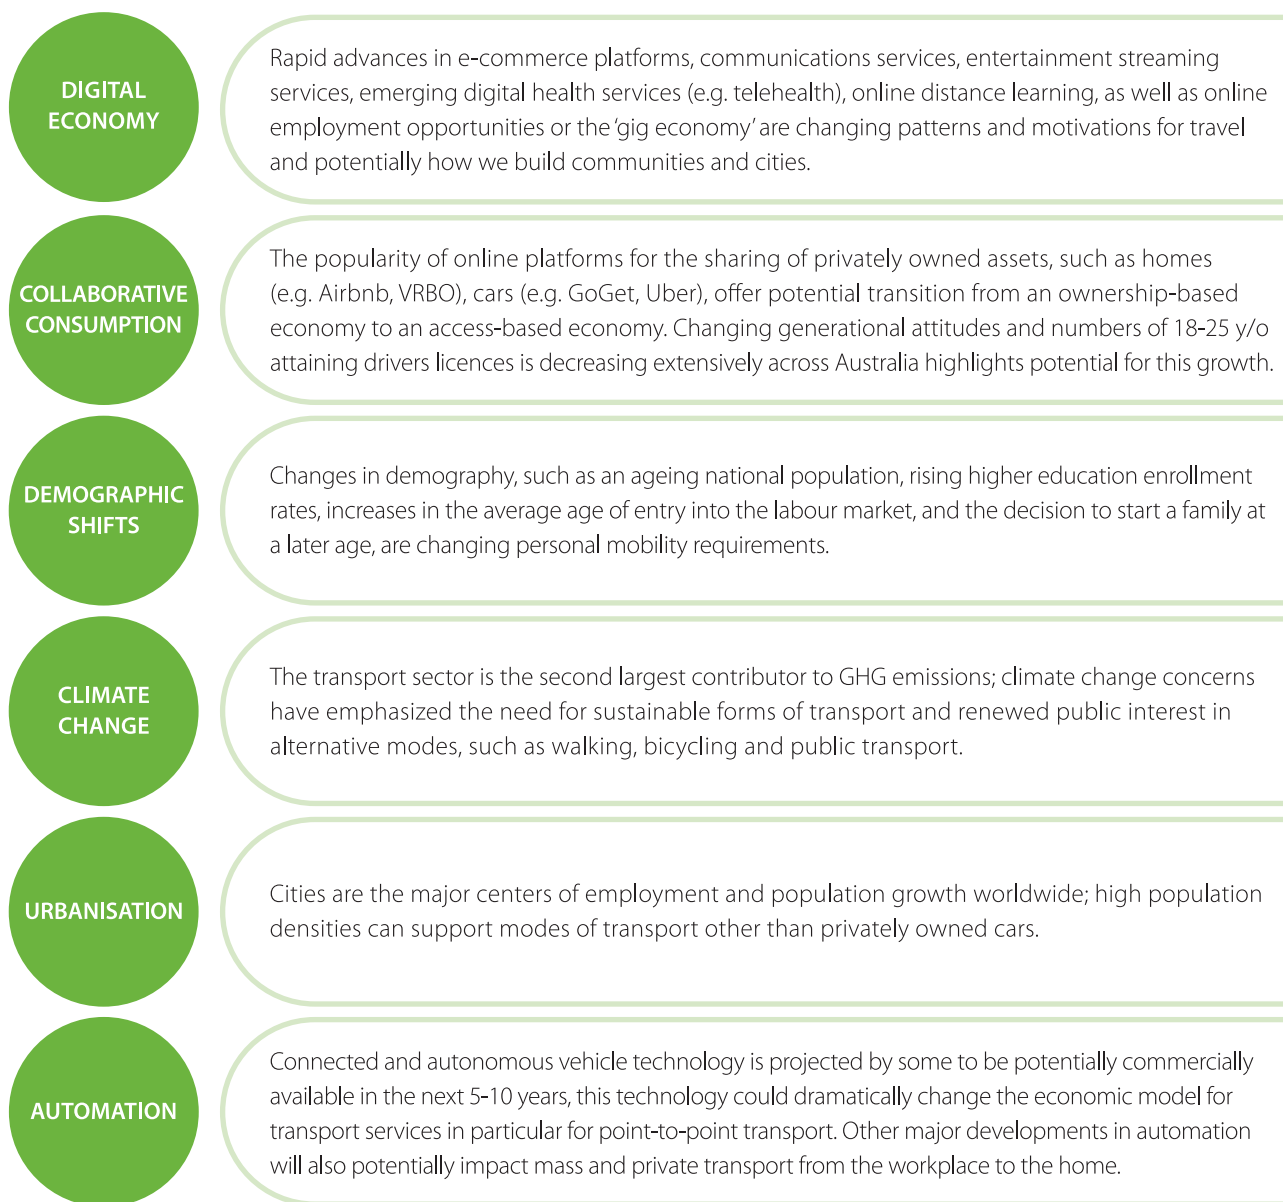 DIGITAL
ECONOMY
Rapid advances in e-commerce platforms, communications services, entertainment streaming
services, emerging digital health services (e.g. telehealth), online distance learning, as well as online
employment opportunities or the ‘gig economy’ are changing patterns and motivations for travel
and potentially how we build communities and cities.
COLLABORATIVE
CONSUMPTION
The popularity of online platforms for the sharing of privately owned assets, such as homes
(e.g. Airbnb, VRBO), cars (e.g. GoGet, Uber), offer potential transition from an ownership-based
economy to an access-based economy. Changing generational attitudes and numbers of 18-25 y/o
attaining drivers licences is decreasing extensively across Australia highlights potential for this growth.
DEMOGRAPHIC
SHIFTS
Changes in demography, such as an ageing national population, rising higher education enrollment
rates, increases in the average age of entry into the labour market, and the decision to start a family at
a later age, are changing personal mobility requirements.
CLIMATE
CHANGE
The transport sector is the second largest contributor to GHG emissions; climate change concerns
have emphasized the need for sustainable forms of transport and renewed public interest in
alternative modes, such as walking, bicycling and public transport.
URBANISATION
Cities are the major centers of employment and population growth worldwide; high population
densities can support modes of transport other than privately owned cars.
AUTOMATION
Connected and autonomous vehicle technology is projected by some to be potentially commercially
available in the next 5-10 years, this technology could dramatically change the economic model for
transport services in particular for point-to-point transport. Other major developments in automation
will also potentially impact mass and private transport from the workplace to the home.